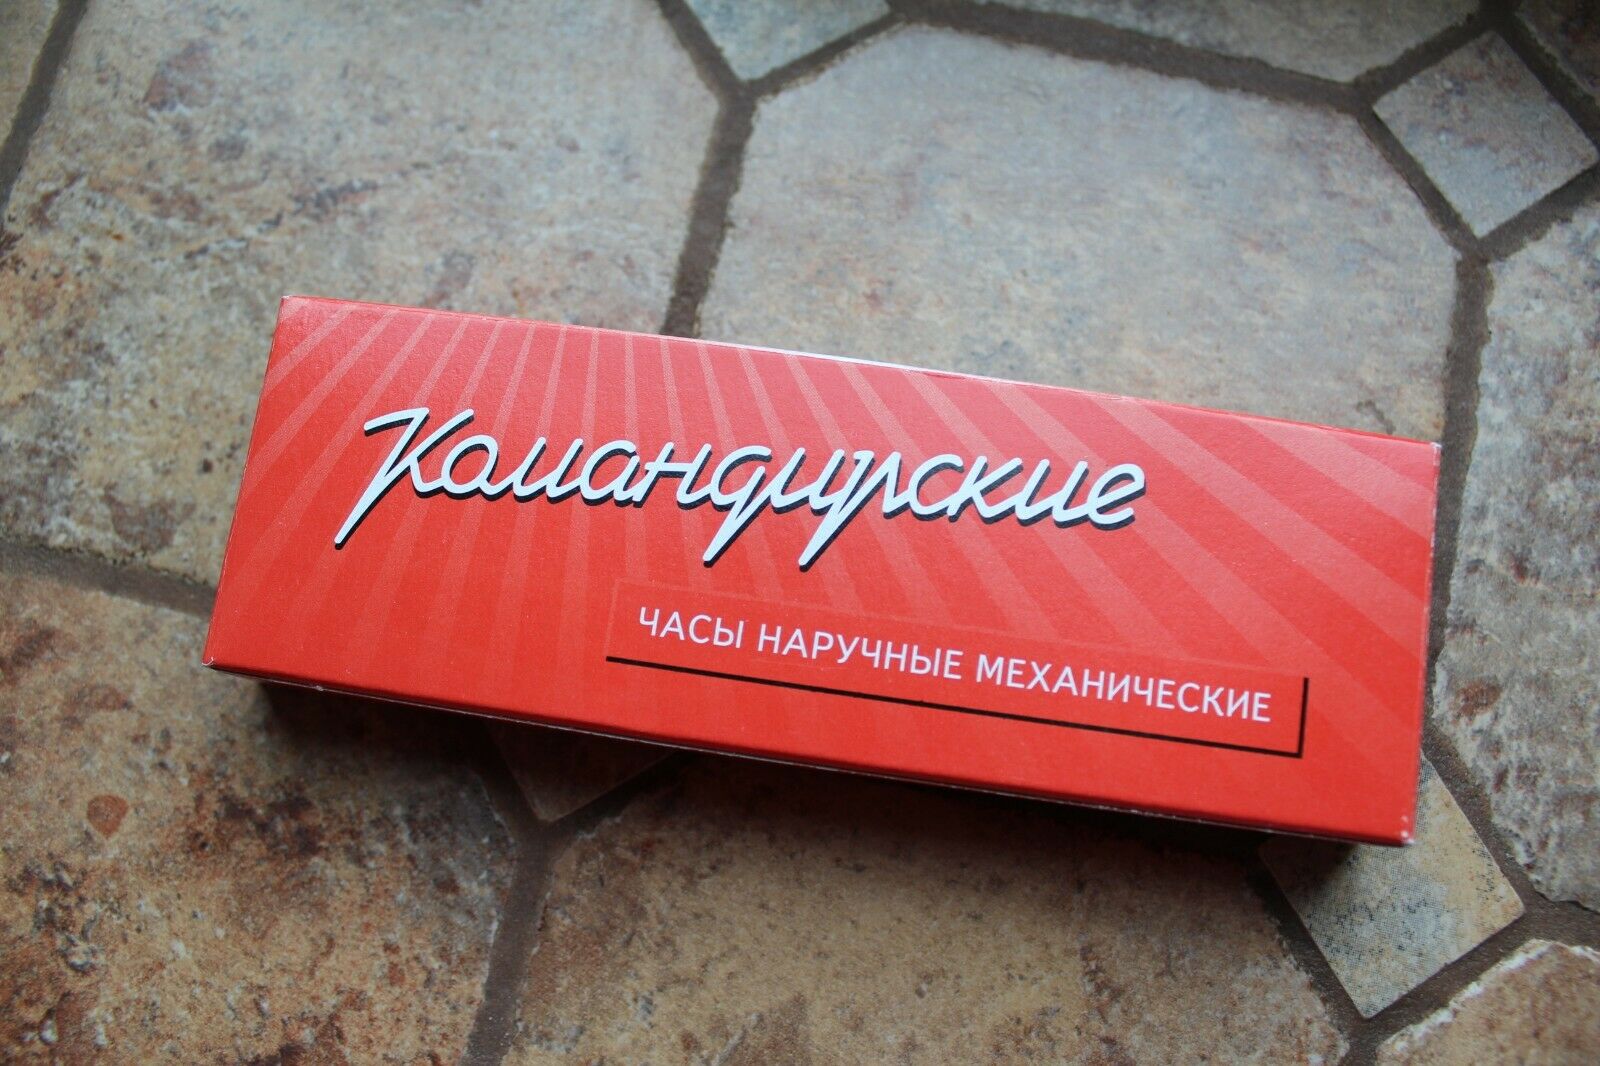 Командирские
ЧАСЫ НАРУЧНЫЕ МЕХАНИЧЕСКИЕ